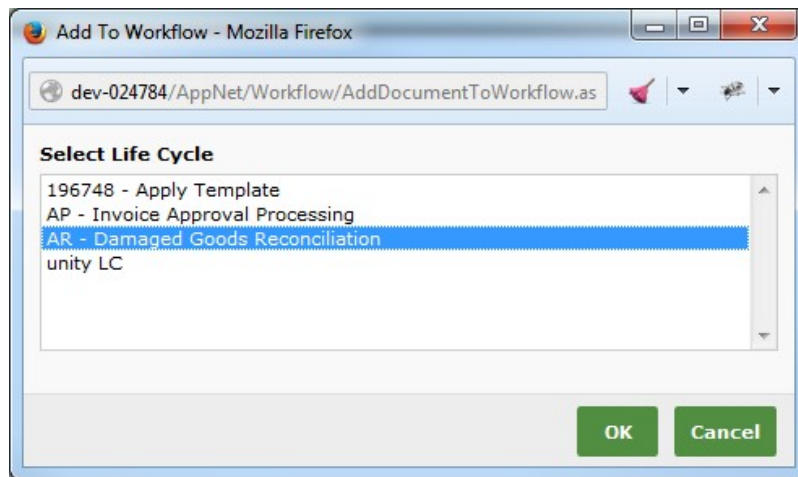 Add To Workflow - Mozilla Firefox
dev-024784/AppNet/Workflow/AddDocumentToWorkflow.as
Select Life Cycle
196748 - Apply Template
AP - Invoice Approval Processing
AR - Damaged Goods Reconciliation
unity LC
OK Cancel